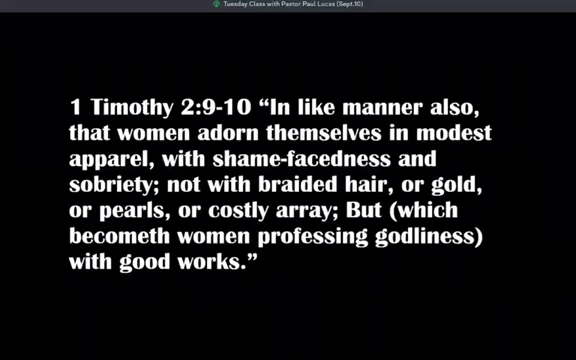 Tuesday Class with Pastor Paul Lucas (Sept.10)
1 Timothy 2:9-10 “In like manner also,
that women adorn themselves in modest
apparel, with shame-facedness and
sobriety; not with braided hair, or gold,
or pearls, or costly array; But (which
becometh women professing godliness)
with good works.”